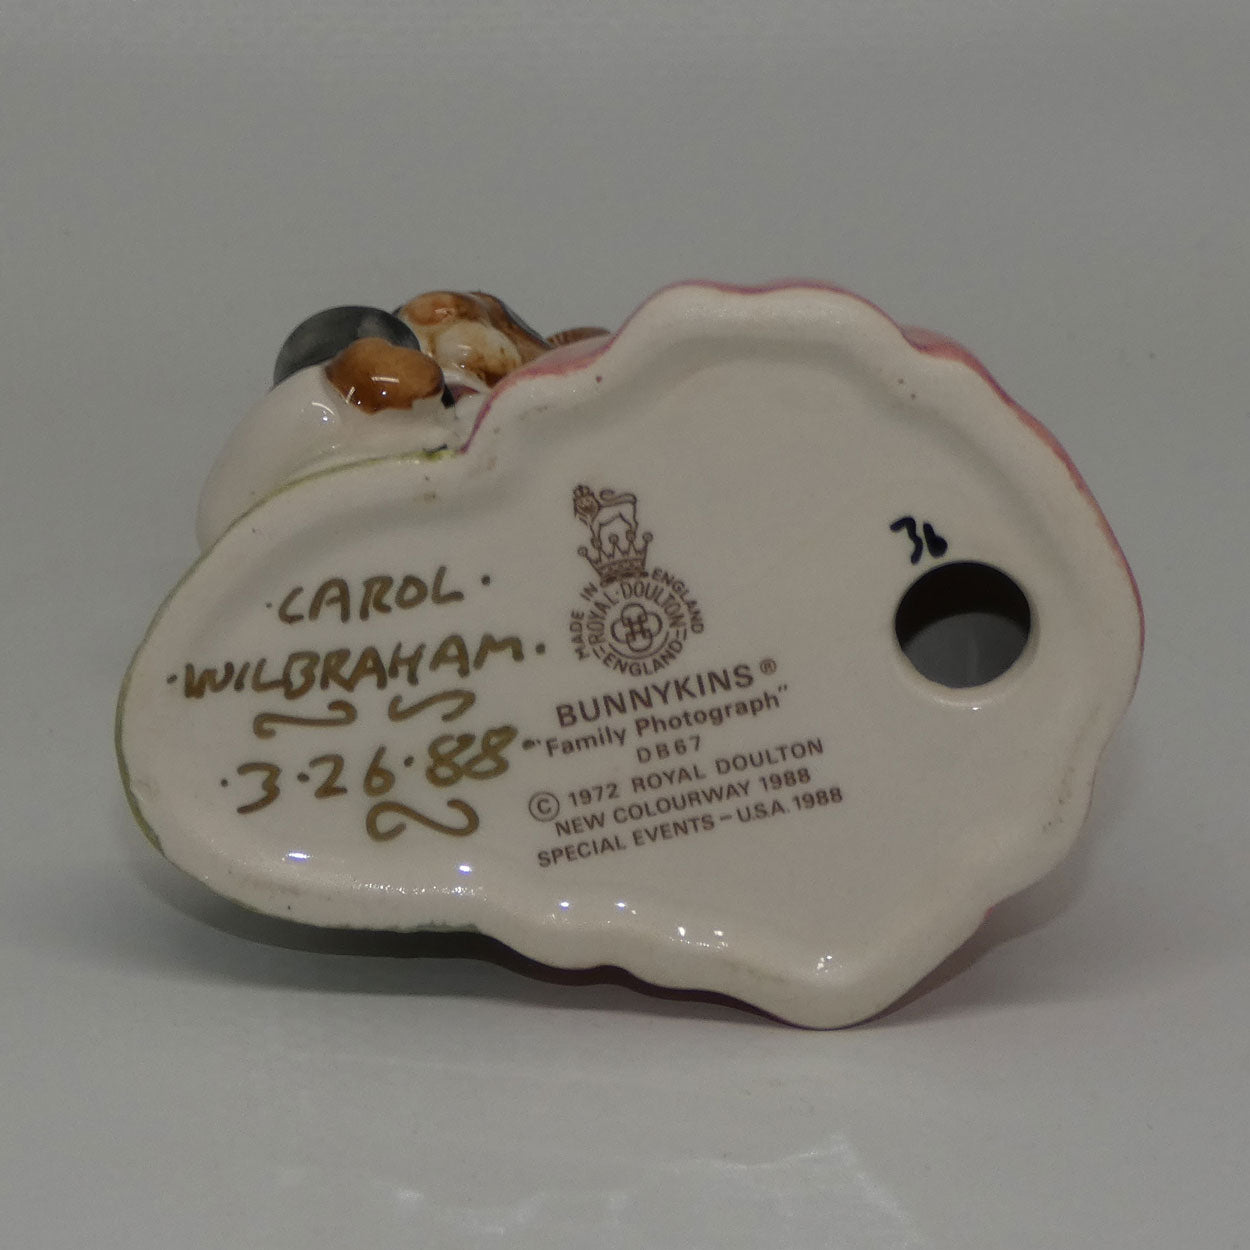 ·CAROL·
·WILBRAHAM·
·3·26·88·
MADE IN ENGLAND
ROYAL·DOULTON
ENGLAND
BUNNYKINS®
"Family Photograph"
DB67
© 1972 ROYAL DOULTON
NEW COLOURWAY 1988
SPECIAL EVENTS – U.S.A. 1988